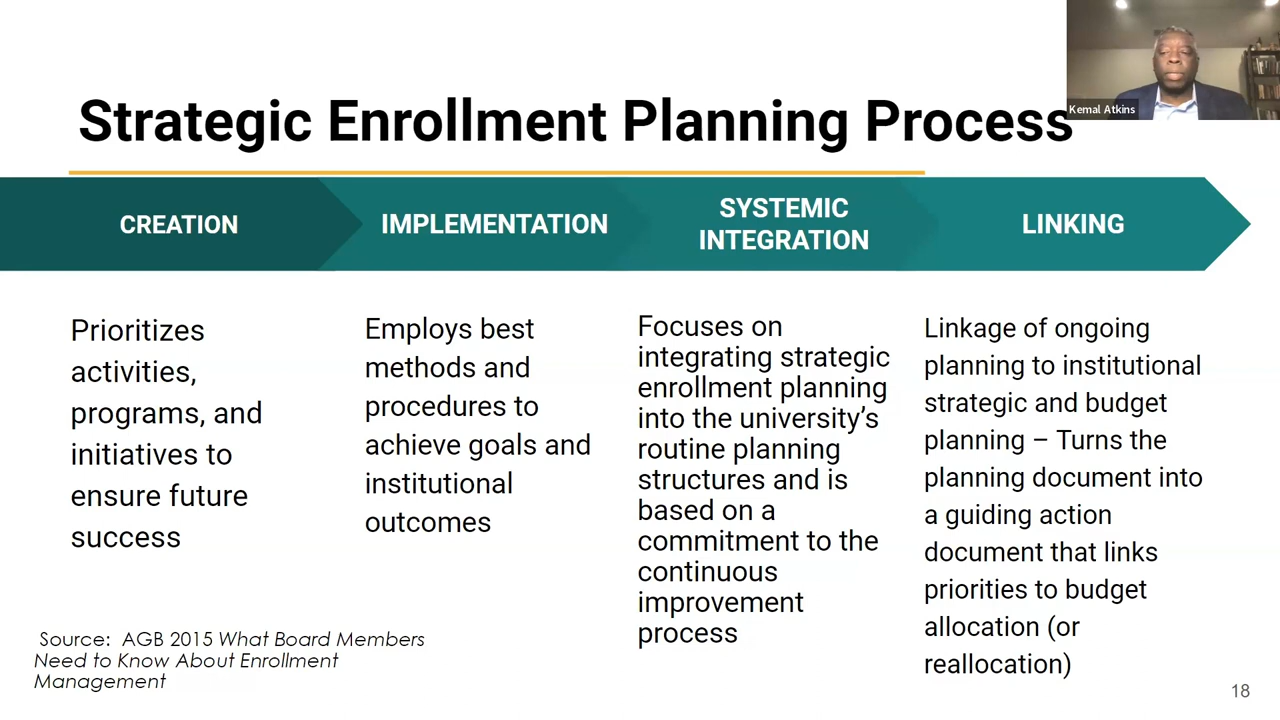 Kemal Atkins
Strategic Enrollment Planning Process
CREATION
IMPLEMENTATION
SYSTEMIC
INTEGRATION
LINKING
Prioritizes
activities,
programs, and
initiatives to
ensure future
success
Employs best
methods and
procedures to
achieve goals and
institutional
outcomes
Focuses on
integrating strategic
enrollment planning
into the university’s
routine planning
structures and is
based on a
commitment to the
continuous
improvement
process
Linkage of ongoing
planning to institutional
strategic and budget
planning – Turns the
planning document into
a guiding action
document that links
priorities to budget
allocation (or
reallocation)
Source: AGB 2015 What Board Members
Need to Know About Enrollment
Management
18